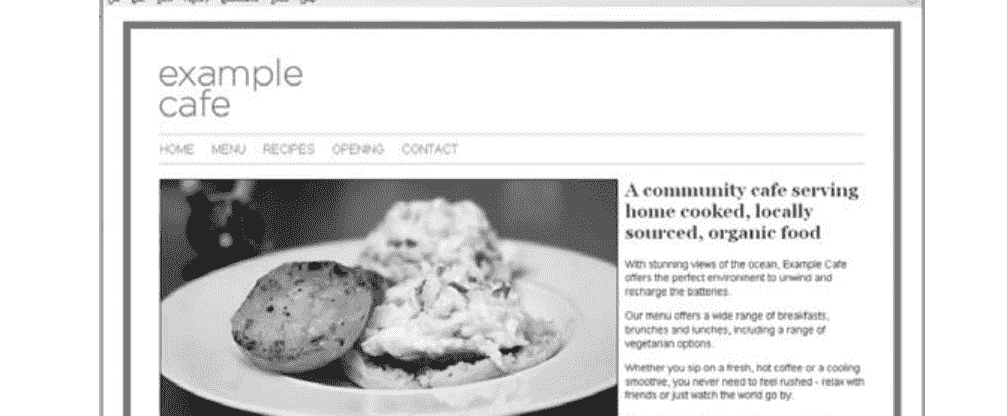 example
cafe
HOME MENU RECIPES OPENING CONTACT
A community cafe serving
home cooked, locally
sourced, organic food
With stunning views of the ocean, Example Cafe
offers the perfect environment to unwind and
recharge the batteries.
Our menu offers a wide range of breakfasts,
brunches and lunches, including a range of
vegetarian options.
Whether you sip on a fresh, hot coffee or a cooling
smoothie, you never need to feel rushed - relax with
friends or just watch the world go by.